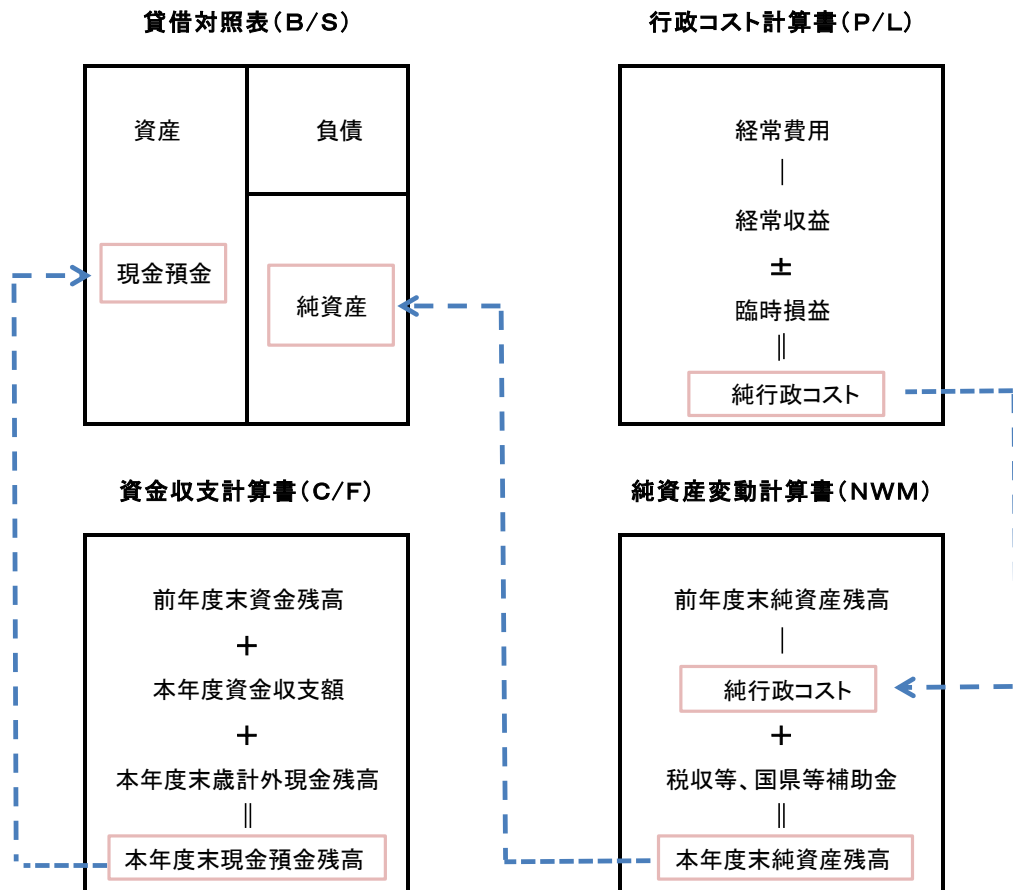 貸借対照表(B/S)
資産
負債
現金預金
純資産
行政コスト計算書(P/L)
経常費用
|
経常収益
±
臨時損益
||
純行政コスト
資金収支計算書(C/F)
前年度末資金残高
+
本年度資金収支額
+
本年度末歳計外現金残高
||
本年度末現金預金残高
純資産変動計算書(NWM)
前年度末純資産残高
|
純行政コスト
+
税収等、国県等補助金
||
本年度末純資産残高